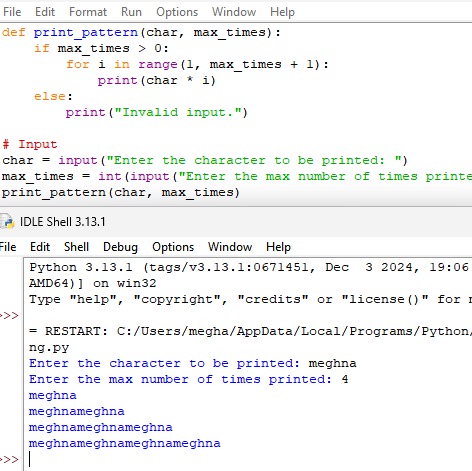 File Edit Format Run Options Window Help
def print_pattern(char, max_times):
    if max_times > 0:
        for i in range(1, max_times + 1):
            print(char * i)
    else:
        print("Invalid input.")
# Input
char = input("Enter the character to be printed: ")
max_times = int(input("Enter the max number of times printe
print_pattern(char, max_times)
IDLE Shell 3.13.1
File Edit Shell Debug Options Window Help
Python 3.13.1 (tags/v3.13.1:0671451, Dec  3 2024, 19:06
AMD64)] on win32
Type "help", "copyright", "credits" or "license()" for
>>>
= RESTART: C:/Users/megha/AppData/Local/Programs/Python/
ng.py
Enter the character to be printed: meghna
Enter the max number of times printed: 4
meghna
meghnameghna
meghnameghnameghna
meghnameghnameghnameghna
>>>